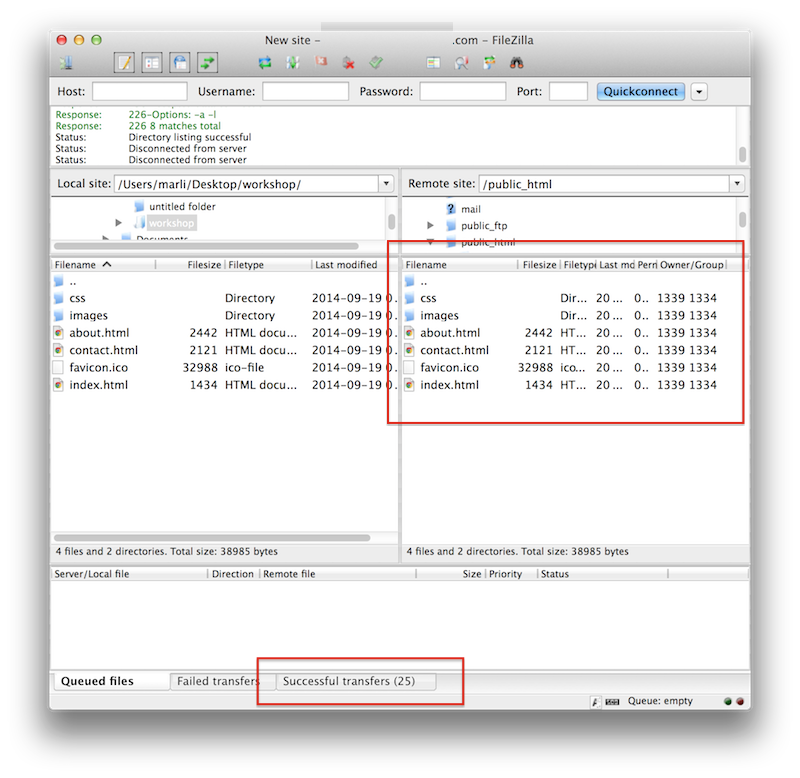 New site – .com – FileZilla
Host: Username: Password: Port: Quickconnect
Response: 226-Options: -a -l
Response: 226 8 matches total
Status: Directory listing successful
Status: Disconnected from server
Status: Disconnected from server
Local site: /Users/marli/Desktop/workshop/
Remote site: /public_html
untitled folder
workshop
Documents
mail
public_ftp
public_html
Filename Filesize Filetype Last modified
..
css Directory 2014-09-19 0.
images Directory 2014-09-19 0.
about.html 2442 HTML docu... 2014-09-19 0.
contact.html 2121 HTML docu... 2014-09-19 0.
favicon.ico 32988 ico-file 2014-09-19 0.
index.html 1434 HTML docu... 2014-09-19 0.
4 files and 2 directories. Total size: 38985 bytes
Filename Filesize Filetyp Last mo Perri Owner/Group
..
css Dir... 20 ... 0.. 1339 1334
images Dir... 20 ... 0.. 1339 1334
about.html 2442 HT... 20 ... 0.. 1339 1334
contact.html 2121 HT... 20 ... 0.. 1339 1334
favicon.ico 32988 ico... 20 ... 0.. 1339 1334
index.html 1434 HT... 20 ... 0.. 1339 1334
4 files and 2 directories. Total size: 38985 bytes
Server/Local file Direction Remote file Size Priority Status
Queued files Failed transfers Successful transfers (25)
Queue: empty